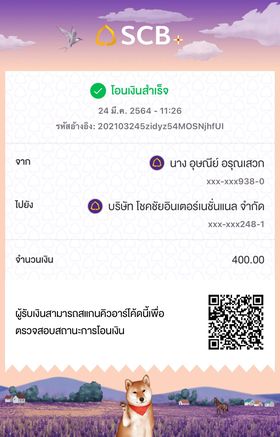 SCB
โอนเงินสำเร็จ
24 มี.ค. 2564 - 11:26
รหัสอ้างอิง: 202103245zidyz54MOSNjhfUI
จาก
นาง อุษณีย์ อรุณเสวก
xxx-xxx938-0
ไปยัง
บริษัท โชคชัยอินเตอร์เนชั่นแนล จำกัด
xxx-xxx248-1
จำนวนเงิน
400.00
ผู้รับเงินสามารถสแกนคิวอาร์โค้ดนี้เพื่อ
ตรวจสอบสถานะการโอนเงิน